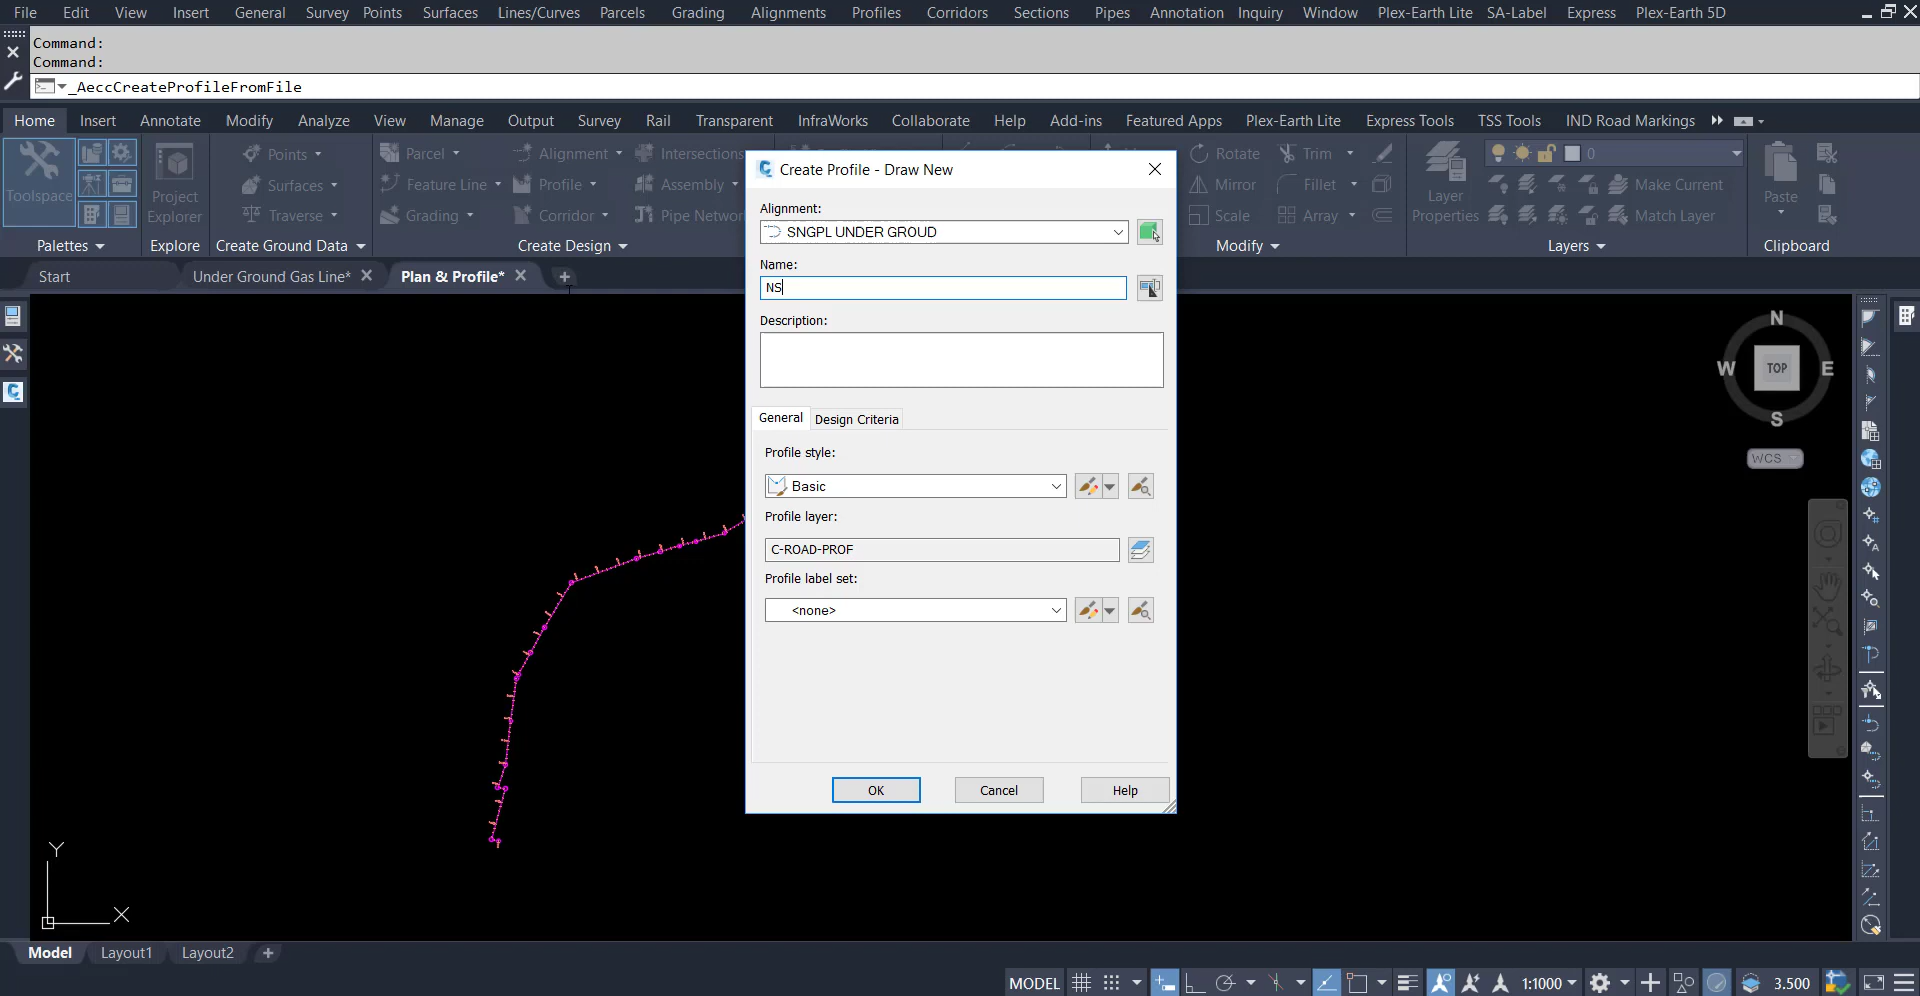 File Edit View Insert General Survey Points Surfaces Lines/Curves Parcels Grading Alignments Profiles Corridors Sections Pipes Annotation Inquiry Window Plex-Earth Lite SA-Label Express Plex-Earth 5D
Command:
Command:
_AeccCreateProfileFromFile
Home Insert Annotate Modify Analyze View Manage Output Survey Rail Transparent InfraWorks Collaborate Help Add-ins Featured Apps Plex-Earth Lite Express Tools TSS Tools IND Road Markings
Points Parcel Alignment Intersections Rotate Trim 0
Toolspace Project Explorer Surfaces Feature Line Profile Assembly Mirror Fillet Layer Properties Make Current Paste
Traverse Grading Corridor Pipe Networ Scale Array Match Layer
Palettes Explore Create Ground Data Create Design Modify Layers Clipboard
Start Under Ground Gas Line* Plan & Profile*
Create Profile - Draw New
Alignment:
SNGPL UNDER GROUD
Name:
NS
Description:
General Design Criteria
Profile style:
Basic
Profile layer:
C-ROAD-PROF
Profile label set:
<none>
OK Cancel Help
N
W TOP E
S
WCS
Y
X
Model Layout1 Layout2
MODEL 1:1000 3.500